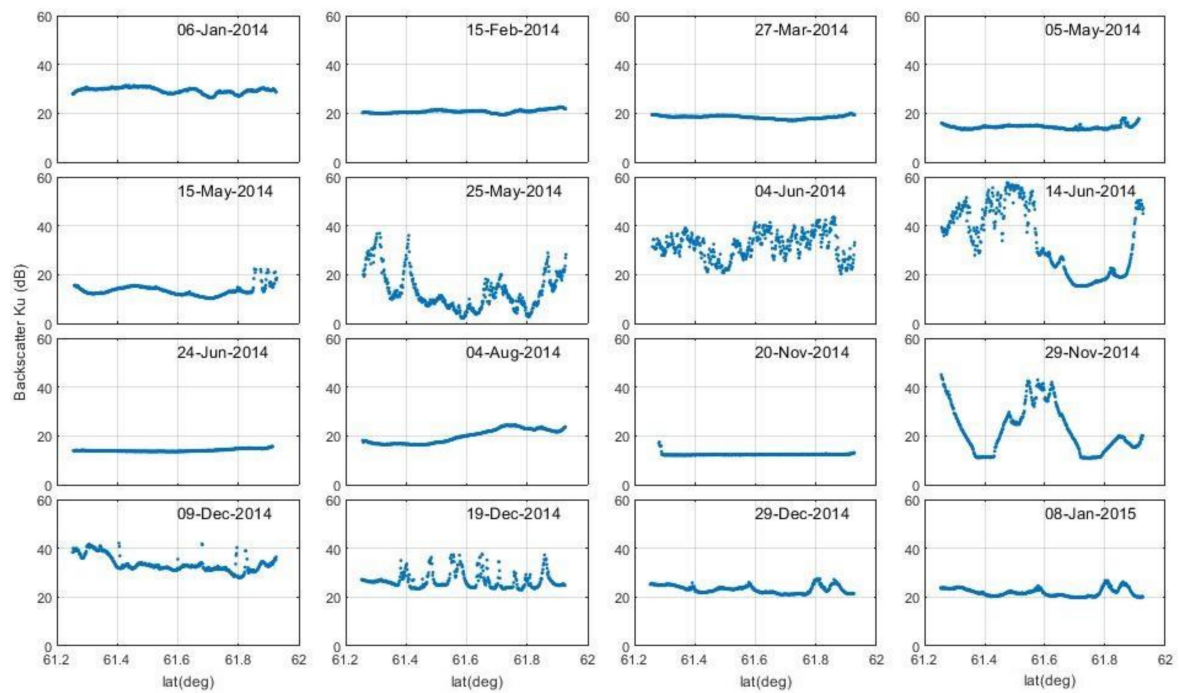 60
40
20
0
06-Jan-2014
60
40
20
0
15-Feb-2014
60
40
20
0
27-Mar-2014
60
40
20
0
05-May-2014
60
40
20
0
15-May-2014
60
40
20
0
25-May-2014
60
40
20
0
04-Jun-2014
60
40
20
0
14-Jun-2014
Backscatter Ku (dB)
60
40
20
0
24-Jun-2014
60
40
20
0
04-Aug-2014
60
40
20
0
20-Nov-2014
60
40
20
0
29-Nov-2014
60
40
20
0
09-Dec-2014
61.2 61.4 61.6 61.8 62
lat(deg)
60
40
20
0
19-Dec-2014
61.2 61.4 61.6 61.8 62
lat(deg)
60
40
20
0
29-Dec-2014
61.2 61.4 61.6 61.8 62
lat(deg)
60
40
20
0
08-Jan-2015
61.2 61.4 61.6 61.8 62
lat(deg)